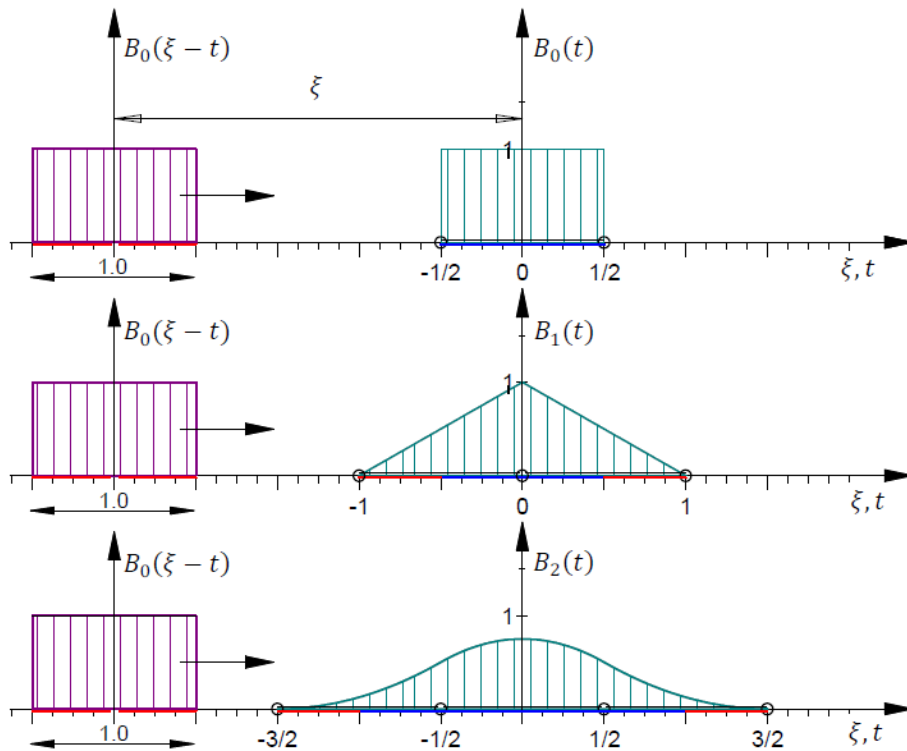 B₀(ξ − t) B₀(t)
ξ
1
1.0 -1/2 0 1/2 ξ, t
B₀(ξ − t) B₁(t)
1
1.0 -1 0 1 ξ, t
B₀(ξ − t) B₂(t)
1
1.0 -3/2 -1/2 1/2 3/2 ξ, t